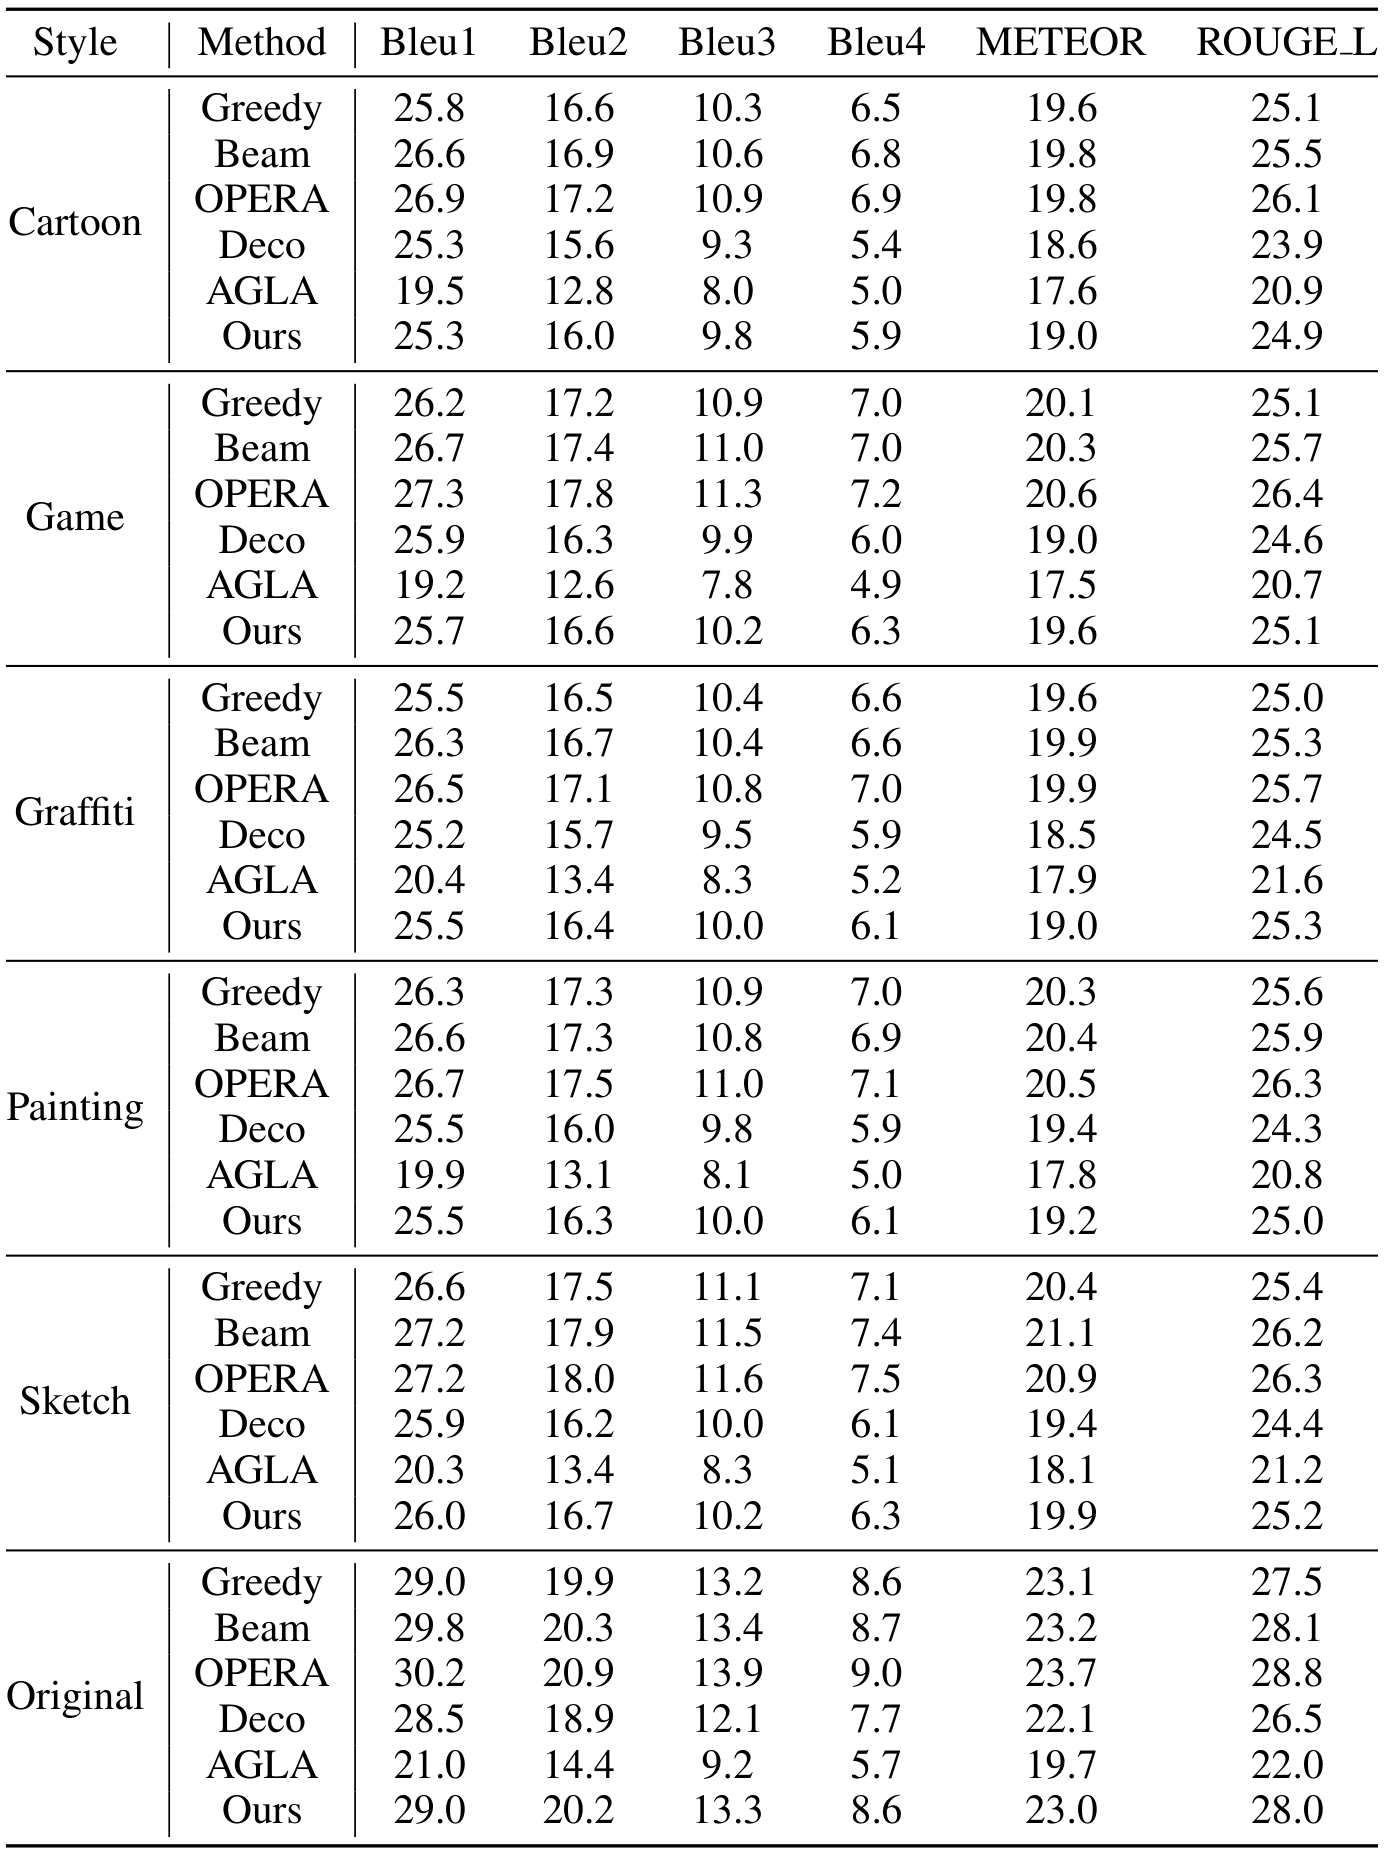 Style Method Bleu1 Bleu2 Bleu3 Bleu4 METEOR ROUGE_L
Greedy 25.8 16.6 10.3 6.5 19.6 25.1
Beam 26.6 16.9 10.6 6.8 19.8 25.5
OPERA 26.9 17.2 10.9 6.9 19.8 26.1
Cartoon
Deco 25.3 15.6 9.3 5.4 18.6 23.9
AGLA 19.5 12.8 8.0 5.0 17.6 20.9
Ours 25.3 16.0 9.8 5.9 19.0 24.9
Greedy 26.2 17.2 10.9 7.0 20.1 25.1
Beam 26.7 17.4 11.0 7.0 20.3 25.7
OPERA 27.3 17.8 11.3 7.2 20.6 26.4
Game
Deco 25.9 16.3 9.9 6.0 19.0 24.6
AGLA 19.2 12.6 7.8 4.9 17.5 20.7
Ours 25.7 16.6 10.2 6.3 19.6 25.1
Greedy 25.5 16.5 10.4 6.6 19.6 25.0
Beam 26.3 16.7 10.4 6.6 19.9 25.3
OPERA 26.5 17.1 10.8 7.0 19.9 25.7
Graffiti
Deco 25.2 15.7 9.5 5.9 18.5 24.5
AGLA 20.4 13.4 8.3 5.2 17.9 21.6
Ours 25.5 16.4 10.0 6.1 19.0 25.3
Greedy 26.3 17.3 10.9 7.0 20.3 25.6
Beam 26.6 17.3 10.8 6.9 20.4 25.9
OPERA 26.7 17.5 11.0 7.1 20.5 26.3
Painting
Deco 25.5 16.0 9.8 5.9 19.4 24.3
AGLA 19.9 13.1 8.1 5.0 17.8 20.8
Ours 25.5 16.3 10.0 6.1 19.2 25.0
Greedy 26.6 17.5 11.1 7.1 20.4 25.4
Beam 27.2 17.9 11.5 7.4 21.1 26.2
OPERA 27.2 18.0 11.6 7.5 20.9 26.3
Sketch
Deco 25.9 16.2 10.0 6.1 19.4 24.4
AGLA 20.3 13.4 8.3 5.1 18.1 21.2
Ours 26.0 16.7 10.2 6.3 19.9 25.2
Greedy 29.0 19.9 13.2 8.6 23.1 27.5
Beam 29.8 20.3 13.4 8.7 23.2 28.1
OPERA 30.2 20.9 13.9 9.0 23.7 28.8
Original
Deco 28.5 18.9 12.1 7.7 22.1 26.5
AGLA 21.0 14.4 9.2 5.7 19.7 22.0
Ours 29.0 20.2 13.3 8.6 23.0 28.0